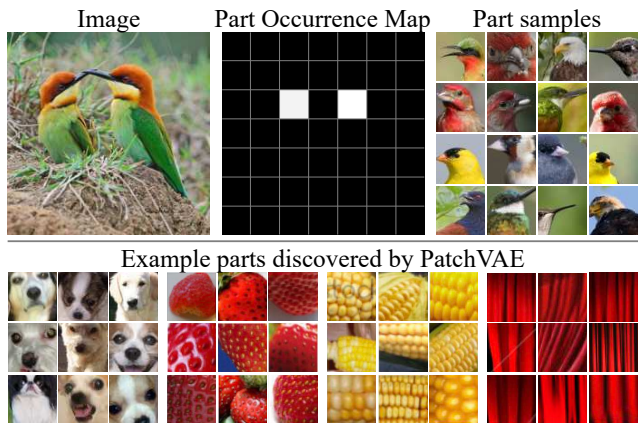 Image
Part Occurrence Map
Part samples
Example parts discovered by PatchVAE